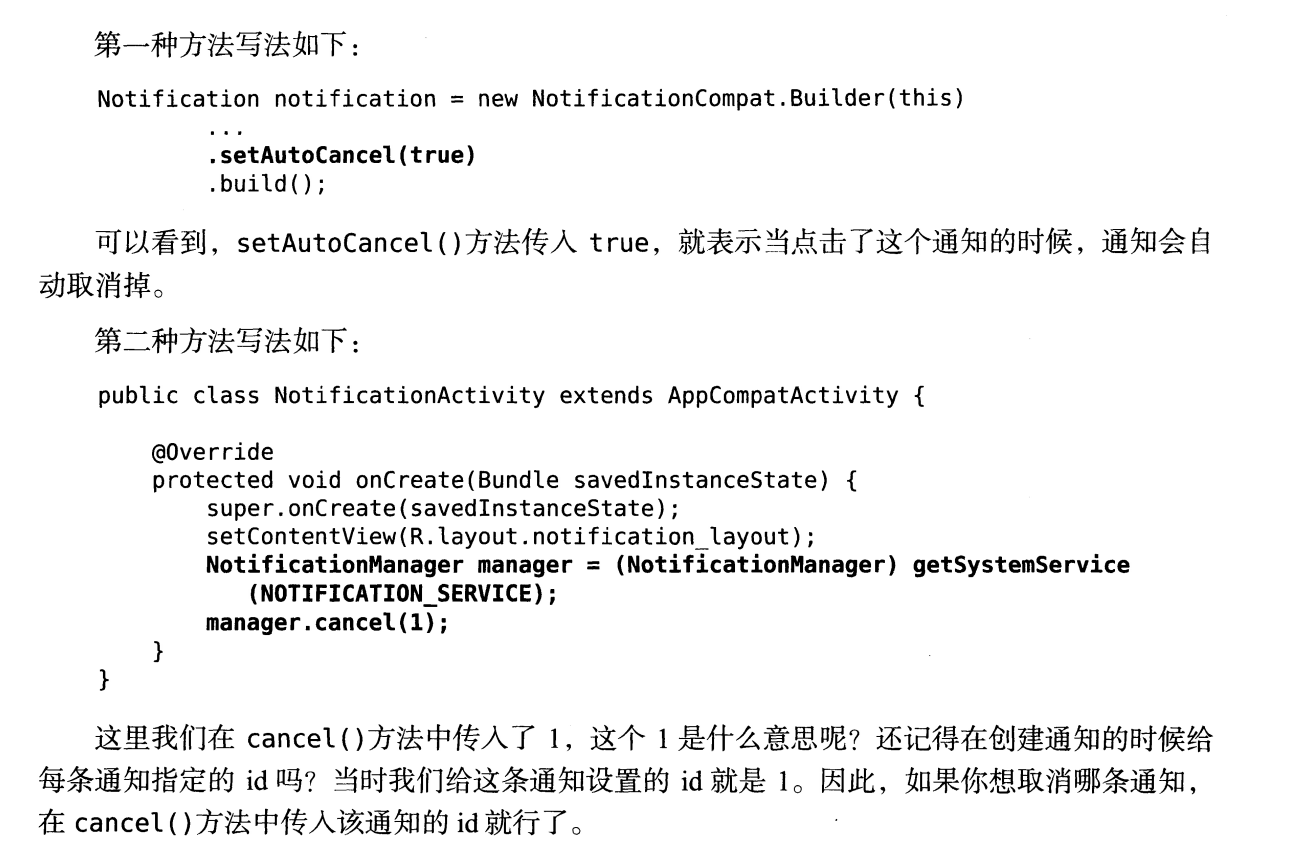 第一种方法写法如下：
Notification notification = new NotificationCompat.Builder(this)
        ...
        .setAutoCancel(true)
        .build();
可以看到，setAutoCancel()方法传入 true，就表示当点击了这个通知的时候，通知会自
动取消掉。
第二种方法写法如下：
public class NotificationActivity extends AppCompatActivity {
    @Override
    protected void onCreate(Bundle savedInstanceState) {
        super.onCreate(savedInstanceState);
        setContentView(R.layout.notification_layout);
        NotificationManager manager = (NotificationManager) getSystemService
           (NOTIFICATION_SERVICE);
        manager.cancel(1);
    }
}
这里我们在 cancel()方法中传入了 1，这个 1 是什么意思呢？还记得在创建通知的时候给
每条通知指定的 id 吗？当时我们给这条通知设置的 id 就是 1。因此，如果你想取消哪条通知，
在 cancel()方法中传入该通知的 id 就行了。